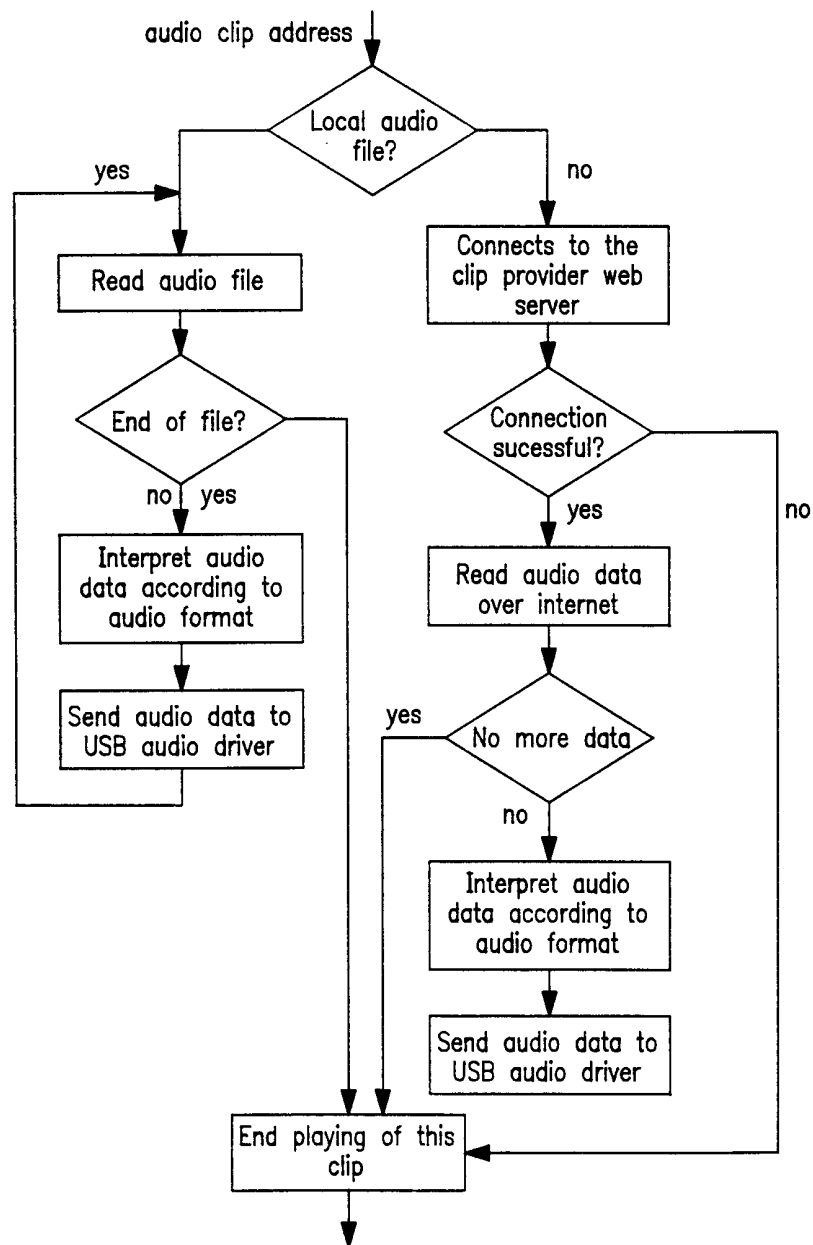 audio clip address
Local audio
file?
yes
no
Read audio file
Connects to the
clip provider web
server
End of file?
Connection
sucessful?
no yes
yes
no
Interpret audio
data according to
audio format
Read audio data
over internet
Send audio data to
USB audio driver
yes
No more data
no
Interpret audio
data according to
audio format
Send audio data to
USB audio driver
End playing of this
clip